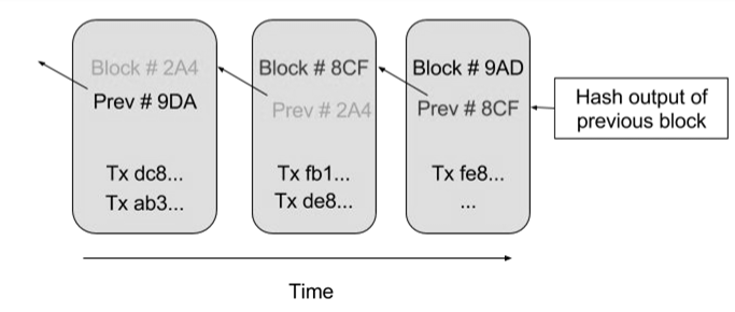 Block # 2A4
Prev # 9DA
Tx dc8...
Tx ab3...
Block # 8CF
Prev # 2A4
Tx fb1...
Tx de8...
Block # 9AD
Prev # 8CF
Tx fe8...
...
Hash output of
previous block
Time